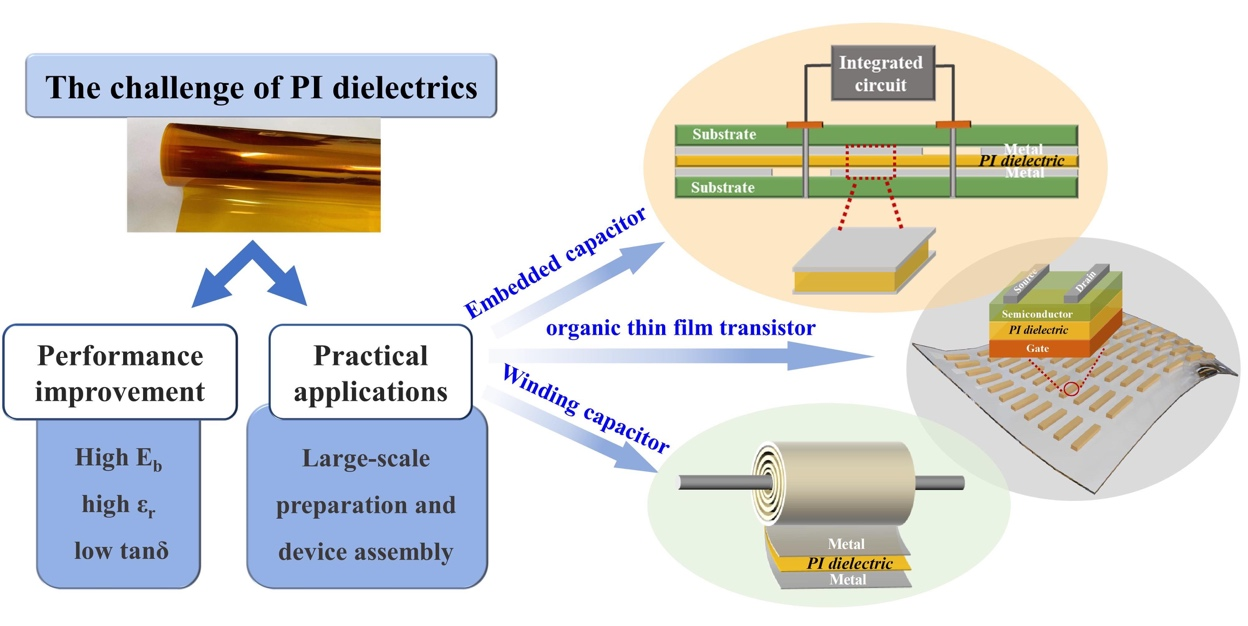 The challenge of PI dielectrics
Performance
improvement
High E_b
high ε_r
low tanδ
Practical
applications
Large-scale
preparation and
device assembly
Embedded capacitor
organic thin film transistor
Winding capacitor
Integrated
circuit
Substrate
Metal
PI dielectric
Metal
Substrate
Source
Drain
Semiconductor
PI dielectric
Gate
Metal
PI dielectric
Metal